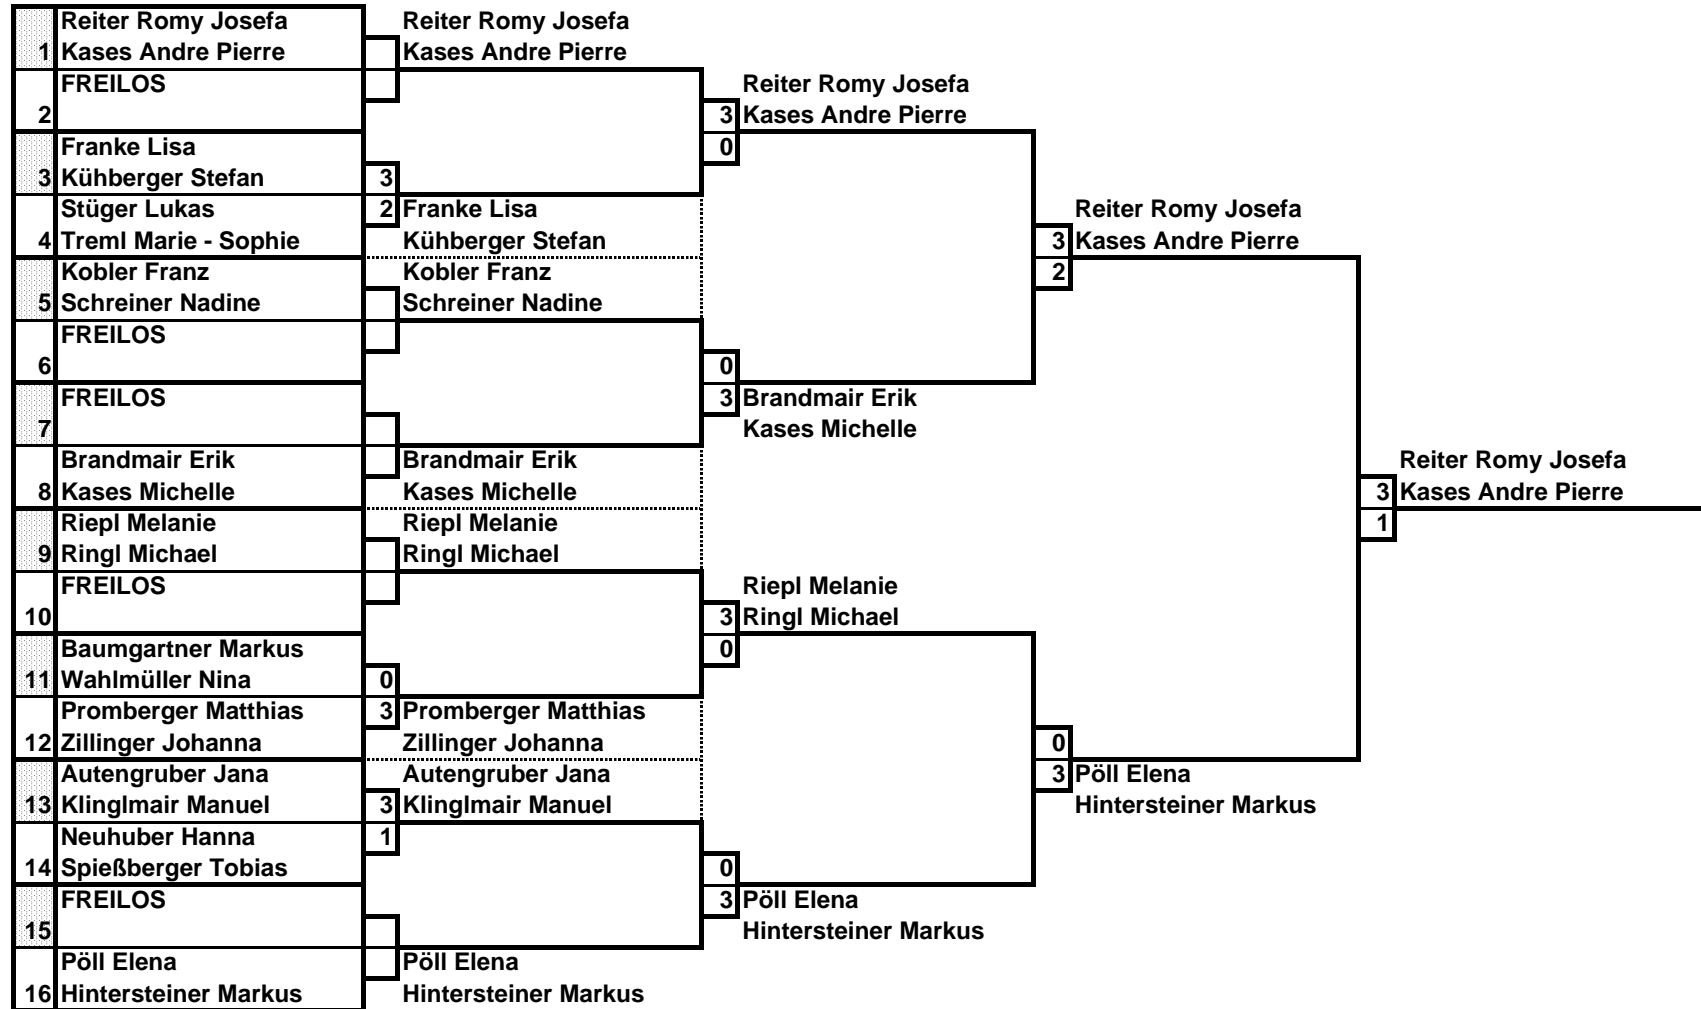 Reiter Romy Josefa
1 Kases Andre Pierre
FREILOS
2
Franke Lisa
3 Kühberger Stefan
Stüger Lukas
4 Treml Marie - Sophie
Kobler Franz
5 Schreiner Nadine
FREILOS
6
FREILOS
7
Brandmair Erik
8 Kases Michelle
Riepl Melanie
9 Ringl Michael
FREILOS
10
Baumgartner Markus
11 Wahlmüller Nina
Promberger Matthias
12 Zillinger Johanna
Autengruber Jana
13 Klinglmair Manuel
Neuhuber Hanna
14 Spießberger Tobias
FREILOS
15
Pöll Elena
16 Hintersteiner Markus
Reiter Romy Josefa
Kases Andre Pierre
3
2 Franke Lisa
Kühberger Stefan
Kobler Franz
Schreiner Nadine
Brandmair Erik
Kases Michelle
Riepl Melanie
Ringl Michael
0
3 Promberger Matthias
Zillinger Johanna
Autengruber Jana
3 Klinglmair Manuel
1
Pöll Elena
Hintersteiner Markus
Reiter Romy Josefa
3 Kases Andre Pierre
0
0
3 Brandmair Erik
Kases Michelle
Riepl Melanie
3 Ringl Michael
0
0
3 Pöll Elena
Hintersteiner Markus
Reiter Romy Josefa
3 Kases Andre Pierre
2
0
3 Pöll Elena
Hintersteiner Markus
Reiter Romy Josefa
3 Kases Andre Pierre
1